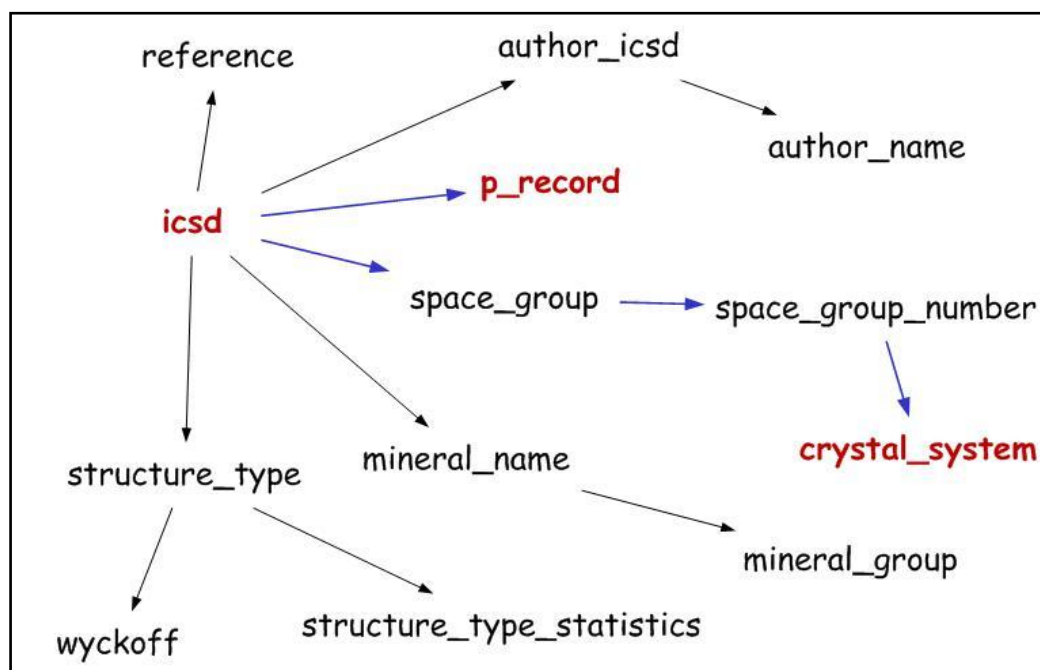 reference
author_icsd
author_name
p_record
icsd
space_group
space_group_number
crystal_system
mineral_name
structure_type
mineral_group
structure_type_statistics
wyckoff